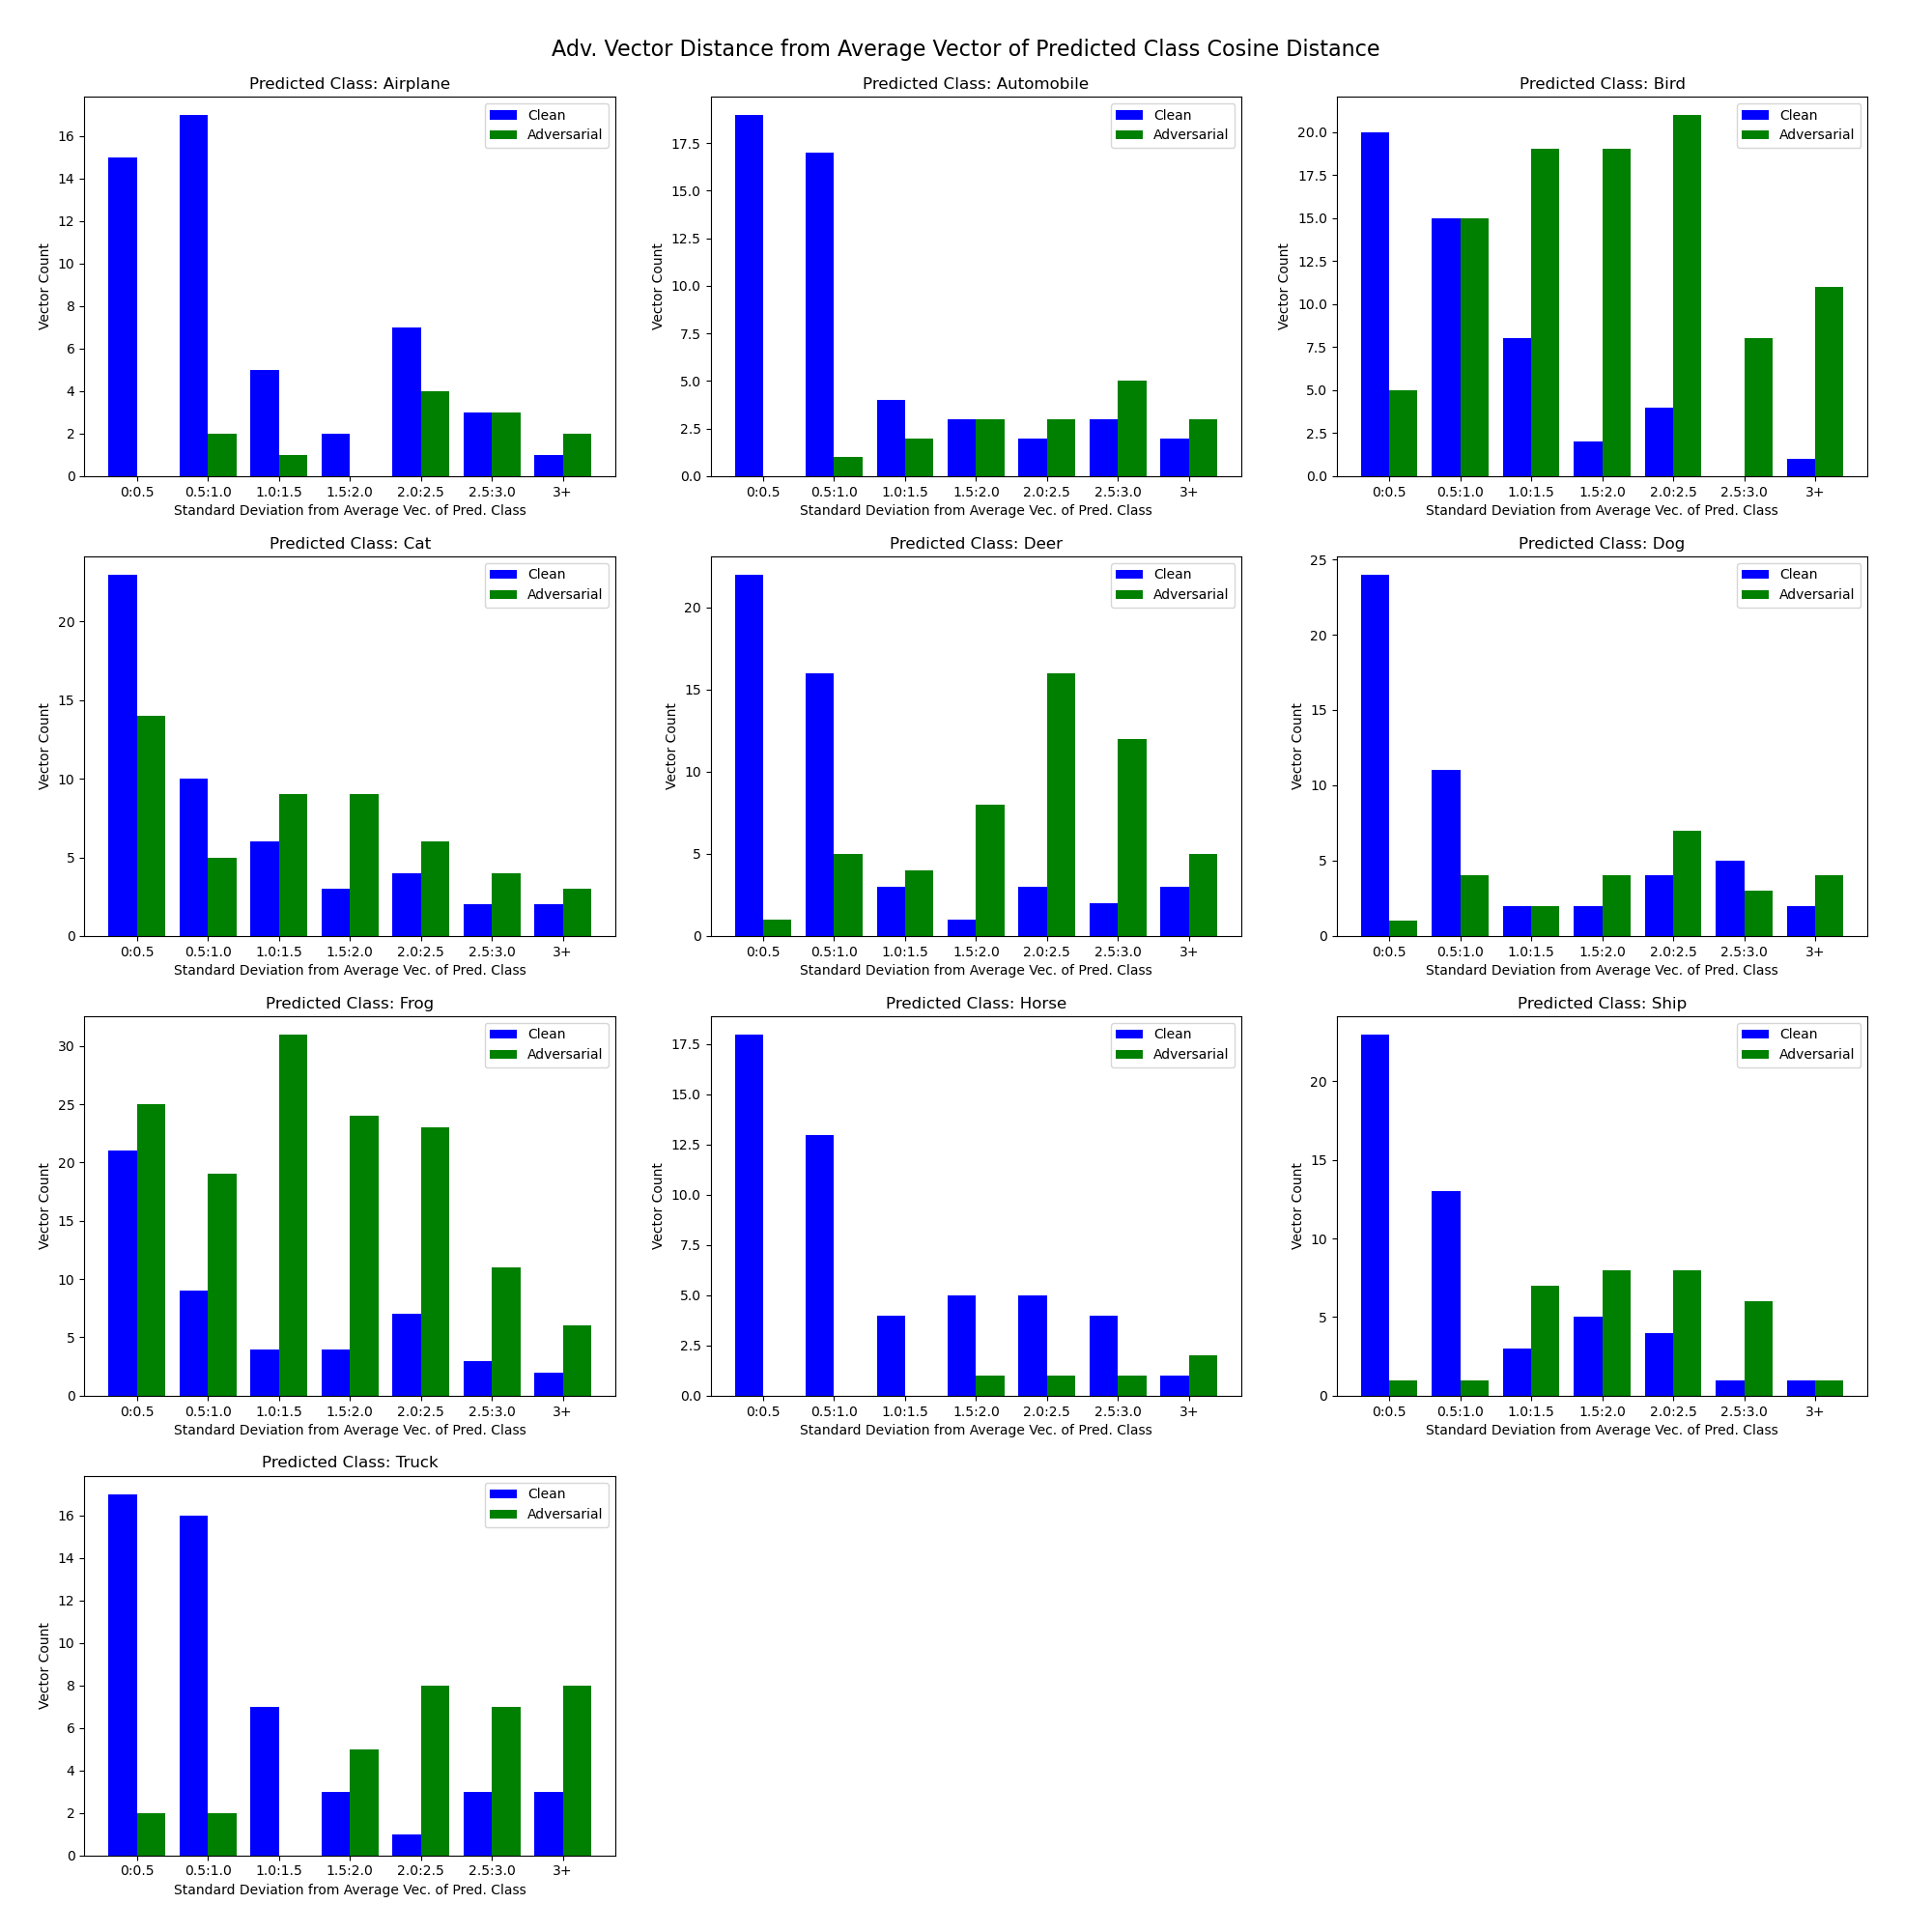 Adv. Vector Distance from Average Vector of Predicted Class Cosine Distance
Predicted Class: Airplane
Clean
Adversarial
16
14
12
10
8
6
4
2
0
Vector Count
0:0.5 0.5:1.0 1.0:1.5 1.5:2.0 2.0:2.5 2.5:3.0 3+
Standard Deviation from Average Vec. of Pred. Class
Predicted Class: Automobile
Clean
Adversarial
17.5
15.0
12.5
10.0
7.5
5.0
2.5
0.0
Vector Count
0:0.5 0.5:1.0 1.0:1.5 1.5:2.0 2.0:2.5 2.5:3.0 3+
Standard Deviation from Average Vec. of Pred. Class
Predicted Class: Bird
Clean
Adversarial
20.0
17.5
15.0
12.5
10.0
7.5
5.0
2.5
0.0
Vector Count
0:0.5 0.5:1.0 1.0:1.5 1.5:2.0 2.0:2.5 2.5:3.0 3+
Standard Deviation from Average Vec. of Pred. Class
Predicted Class: Cat
Clean
Adversarial
20
15
10
5
0
Vector Count
0:0.5 0.5:1.0 1.0:1.5 1.5:2.0 2.0:2.5 2.5:3.0 3+
Standard Deviation from Average Vec. of Pred. Class
Predicted Class: Deer
Clean
Adversarial
20
15
10
5
0
Vector Count
0:0.5 0.5:1.0 1.0:1.5 1.5:2.0 2.0:2.5 2.5:3.0 3+
Standard Deviation from Average Vec. of Pred. Class
Predicted Class: Dog
Clean
Adversarial
25
20
15
10
5
0
Vector Count
0:0.5 0.5:1.0 1.0:1.5 1.5:2.0 2.0:2.5 2.5:3.0 3+
Standard Deviation from Average Vec. of Pred. Class
Predicted Class: Frog
Clean
Adversarial
30
25
20
15
10
5
0
Vector Count
0:0.5 0.5:1.0 1.0:1.5 1.5:2.0 2.0:2.5 2.5:3.0 3+
Standard Deviation from Average Vec. of Pred. Class
Predicted Class: Horse
Clean
Adversarial
17.5
15.0
12.5
10.0
7.5
5.0
2.5
0.0
Vector Count
0:0.5 0.5:1.0 1.0:1.5 1.5:2.0 2.0:2.5 2.5:3.0 3+
Standard Deviation from Average Vec. of Pred. Class
Predicted Class: Ship
Clean
Adversarial
20
15
10
5
0
Vector Count
0:0.5 0.5:1.0 1.0:1.5 1.5:2.0 2.0:2.5 2.5:3.0 3+
Standard Deviation from Average Vec. of Pred. Class
Predicted Class: Truck
Clean
Adversarial
16
14
12
10
8
6
4
2
0
Vector Count
0:0.5 0.5:1.0 1.0:1.5 1.5:2.0 2.0:2.5 2.5:3.0 3+
Standard Deviation from Average Vec. of Pred. Class